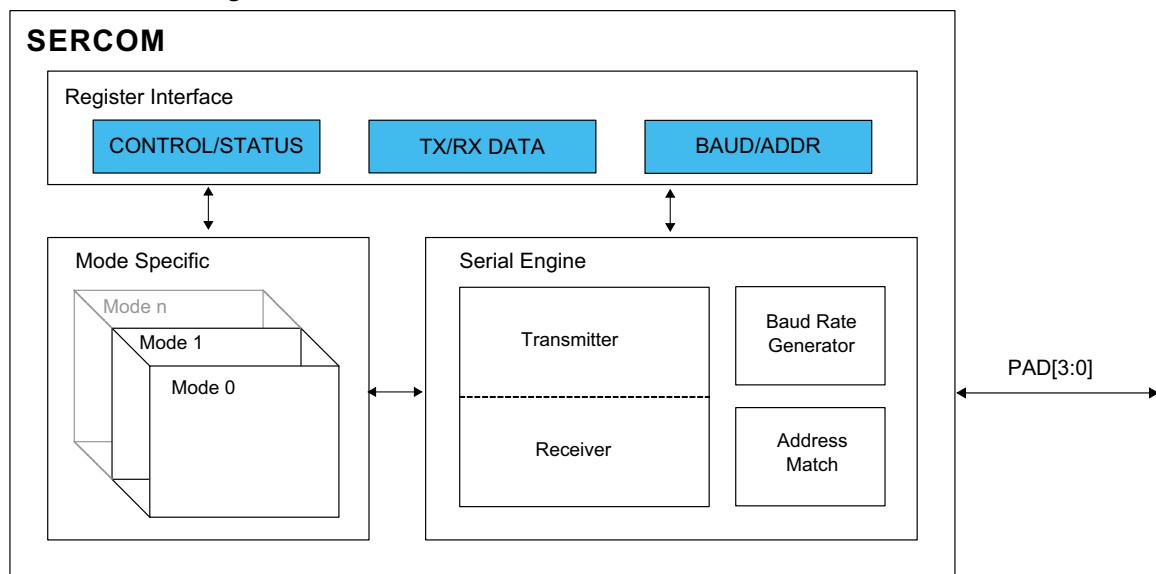 SERCOM
Register Interface
CONTROL/STATUS
TX/RX DATA
BAUD/ADDR
Mode Specific
Mode n
Mode 1
Mode 0
Serial Engine
Transmitter
Receiver
Baud Rate
Generator
Address
Match
PAD[3:0]